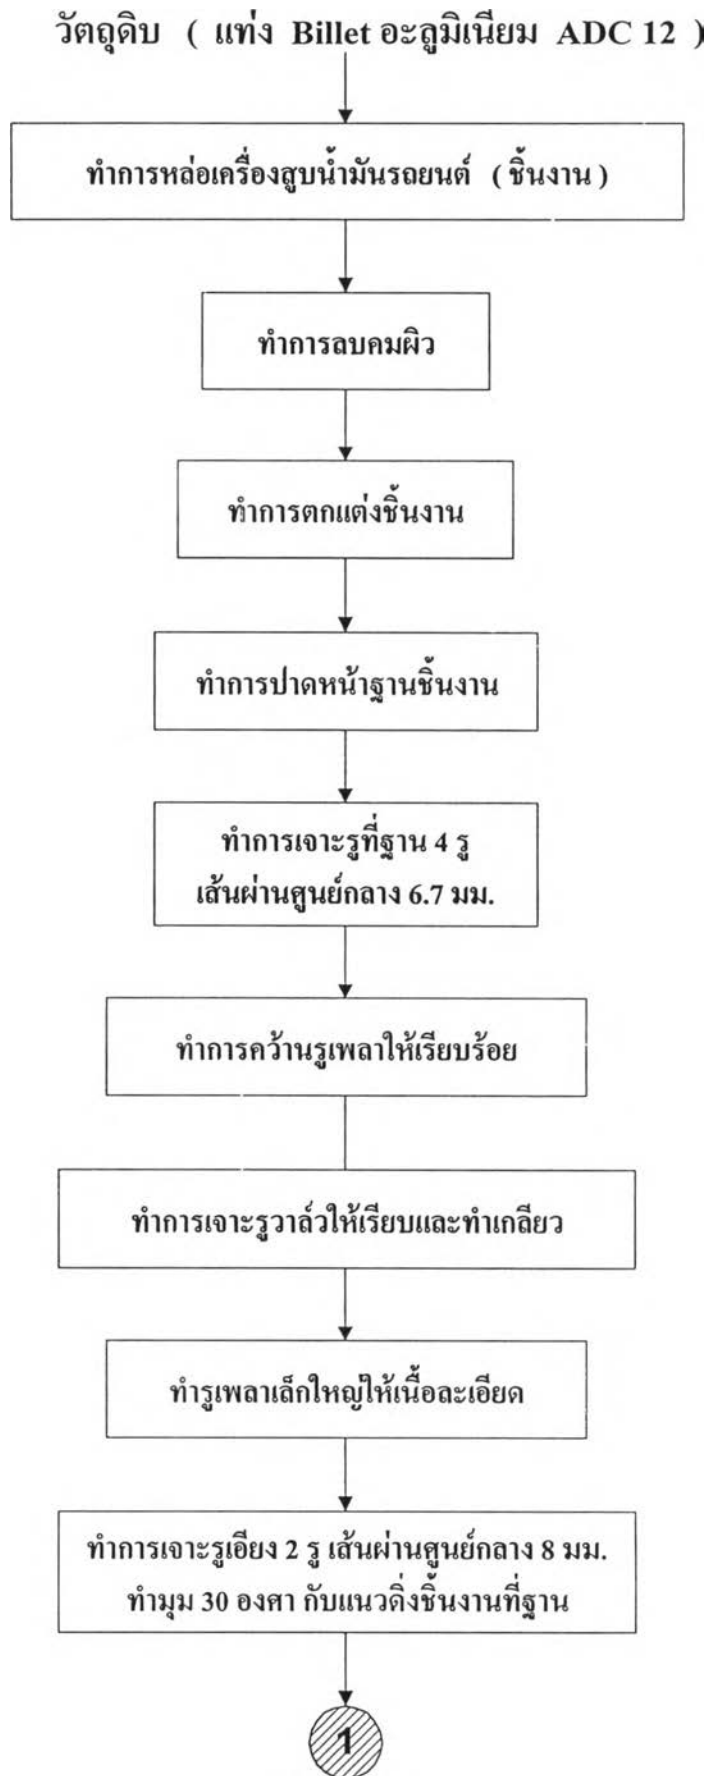 วัตถุดิบ ( แท่ง Billet อะลูมิเนียม ADC 12 )
ทำการหล่อเครื่องสูบน้ำมันรถยนต์ ( ชิ้นงาน )
ทำการลบคมผิว
ทำการตกแต่งชิ้นงาน
ทำการปาดหน้าฐานชิ้นงาน
ทำการเจาะรูที่ฐาน 4 รู
เส้นผ่านศูนย์กลาง 6.7 มม.
ทำการคว้านรูเพลาให้เรียบร้อย
ทำการเจาะรูวาล์วให้เรียบและทำเกลียว
ทำรูเพลาเล็กใหญ่ให้เนื้อละเอียด
ทำการเจาะรูเอียง 2 รู เส้นผ่านศูนย์กลาง 8 มม.
ทำมุม 30 องศา กับแนวดิ่งชิ้นงานที่ฐาน
1